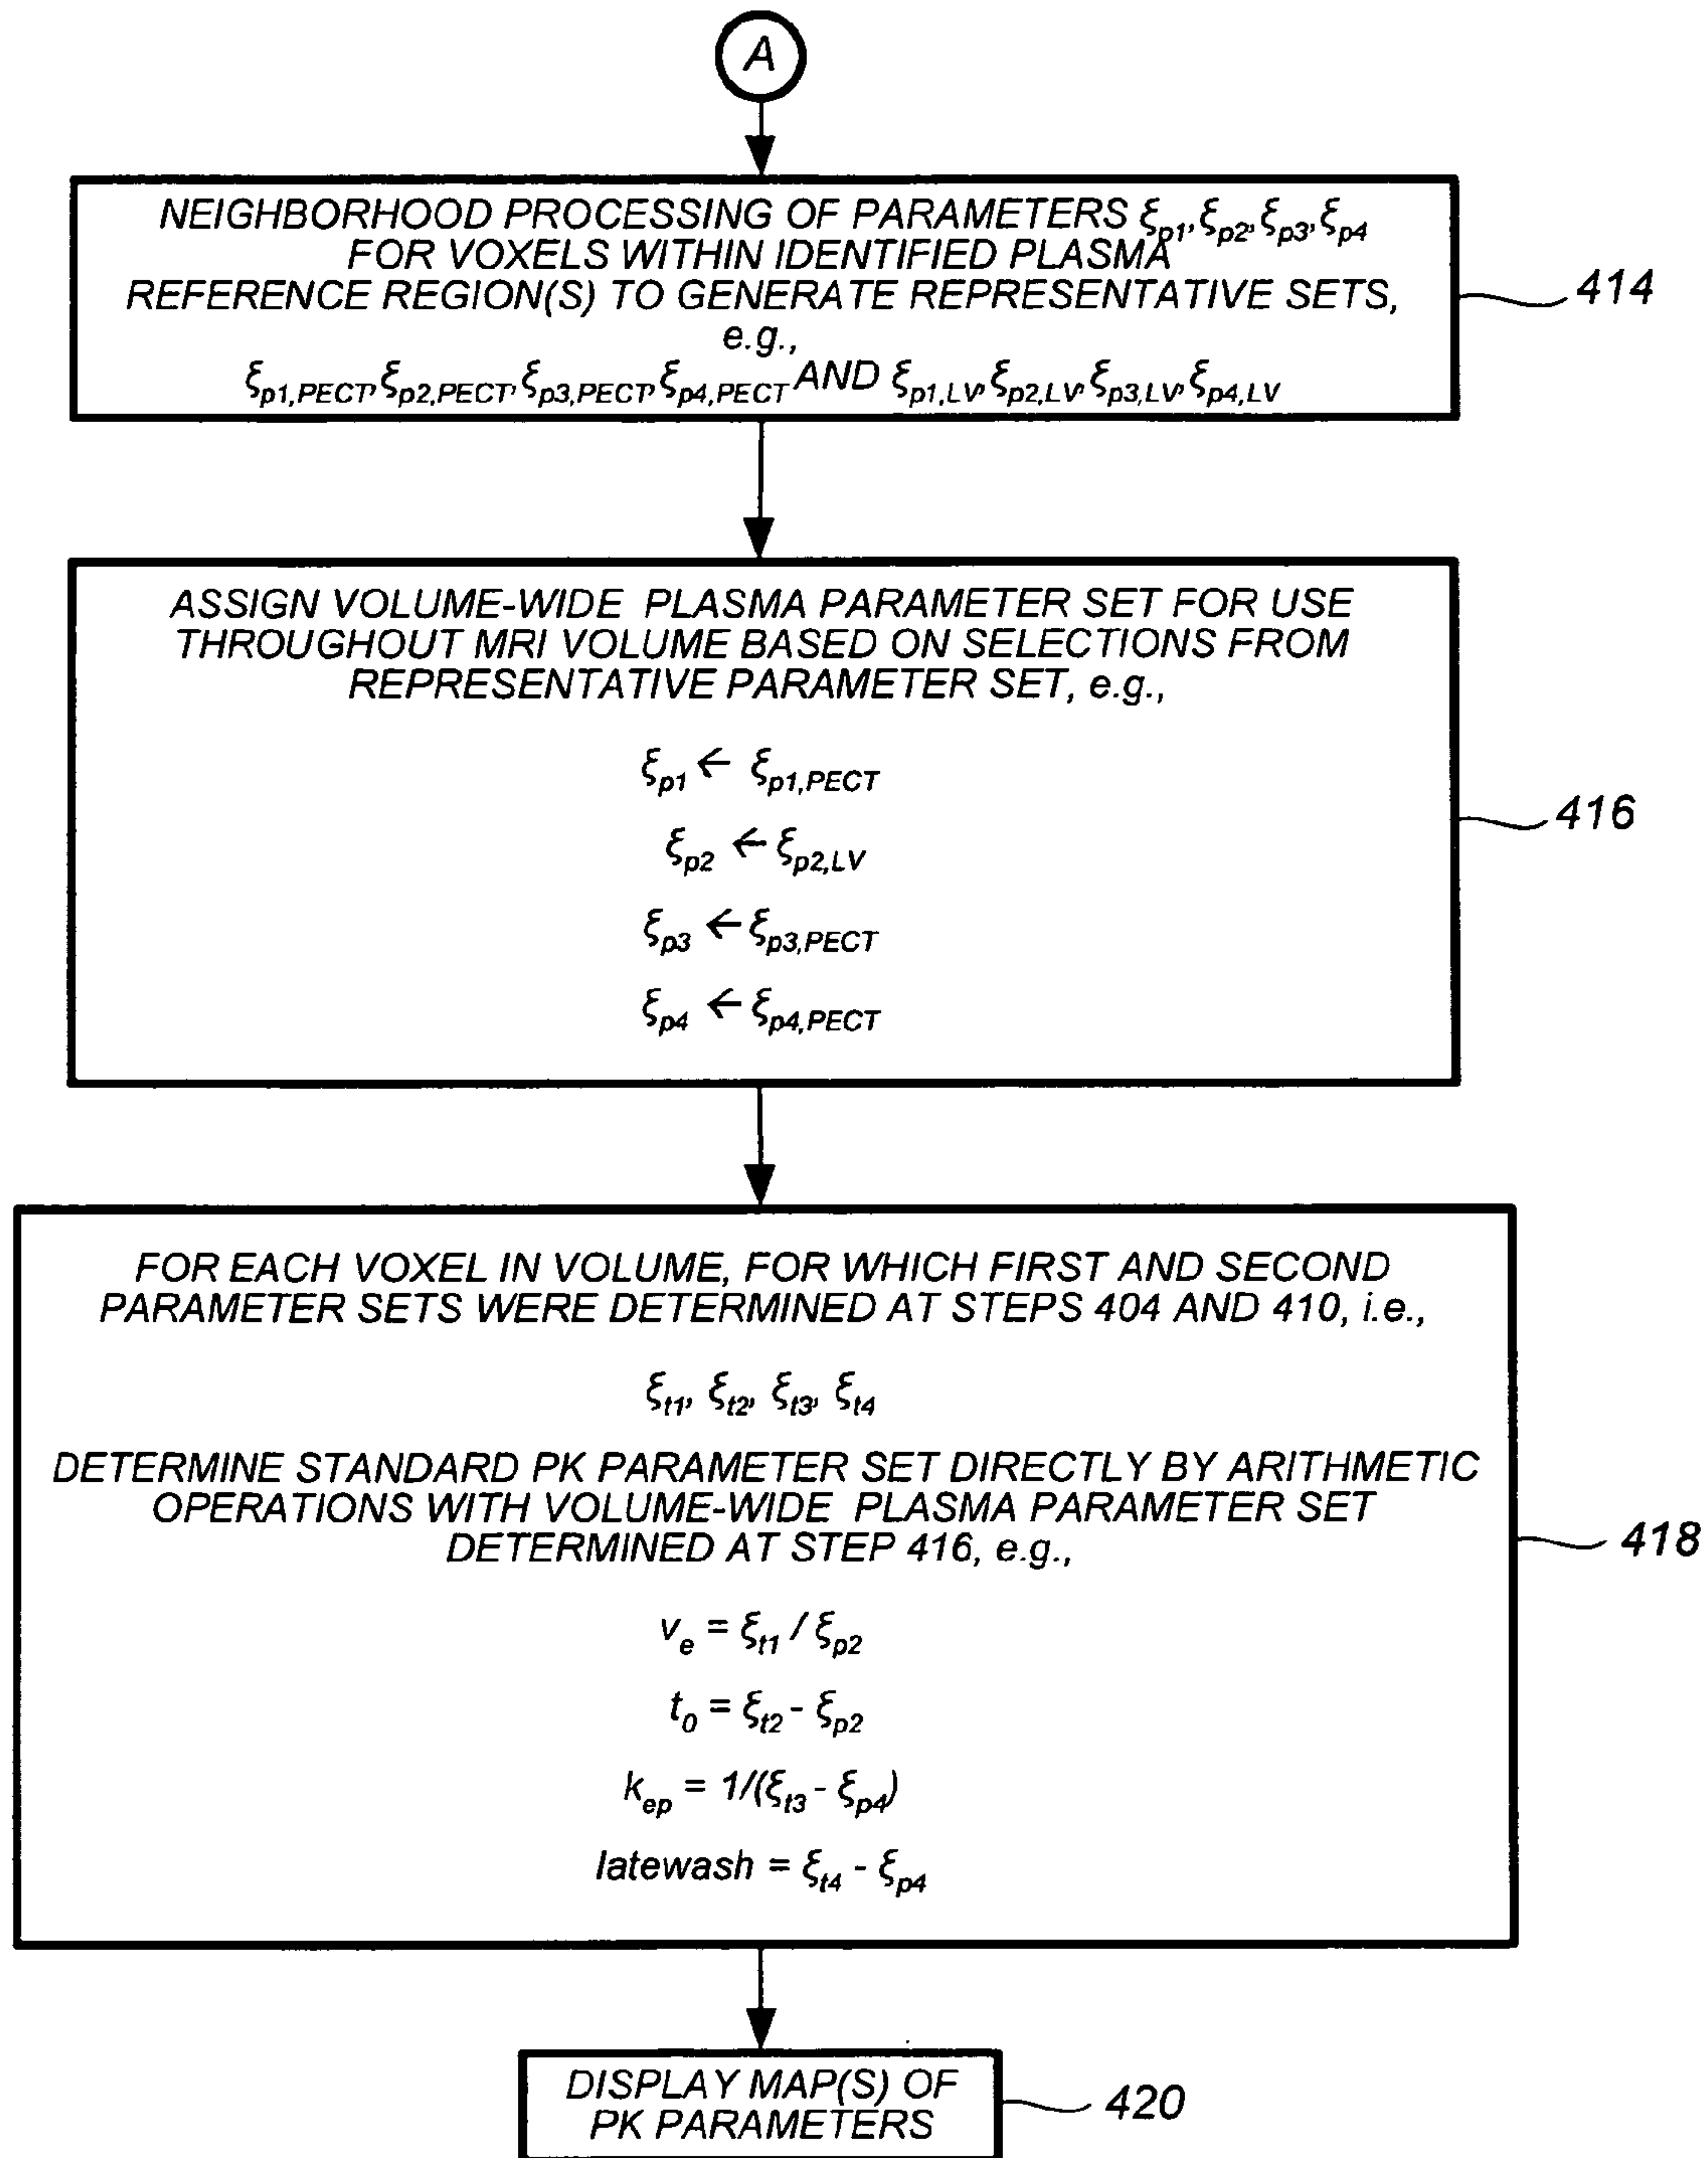 A
NEIGHBORHOOD PROCESSING OF PARAMETERS ξp1, ξp2, ξp3, ξp4
FOR VOXELS WITHIN IDENTIFIED PLASMA
REFERENCE REGION(S) TO GENERATE REPRESENTATIVE SETS,
e.g.,
ξp1,PECT, ξp2,PECT, ξp3,PECT, ξp4,PECT AND ξp1,LV, ξp2,LV, ξp3,LV, ξp4,LV
414
ASSIGN VOLUME-WIDE PLASMA PARAMETER SET FOR USE
THROUGHOUT MRI VOLUME BASED ON SELECTIONS FROM
REPRESENTATIVE PARAMETER SET, e.g.,
ξp1 ← ξp1,PECT
ξp2 ← ξp2,LV
ξp3 ← ξp3,PECT
ξp4 ← ξp4,PECT
416
FOR EACH VOXEL IN VOLUME, FOR WHICH FIRST AND SECOND
PARAMETER SETS WERE DETERMINED AT STEPS 404 AND 410, i.e.,
ξt1, ξt2, ξt3, ξt4
DETERMINE STANDARD PK PARAMETER SET DIRECTLY BY ARITHMETIC
OPERATIONS WITH VOLUME-WIDE PLASMA PARAMETER SET
DETERMINED AT STEP 416, e.g.,
ve = ξt1 / ξp2
t0 = ξt2 - ξp2
kep = 1/(ξt3 - ξp4)
latewash = ξt4 - ξp4
418
DISPLAY MAP(S) OF
PK PARAMETERS
420